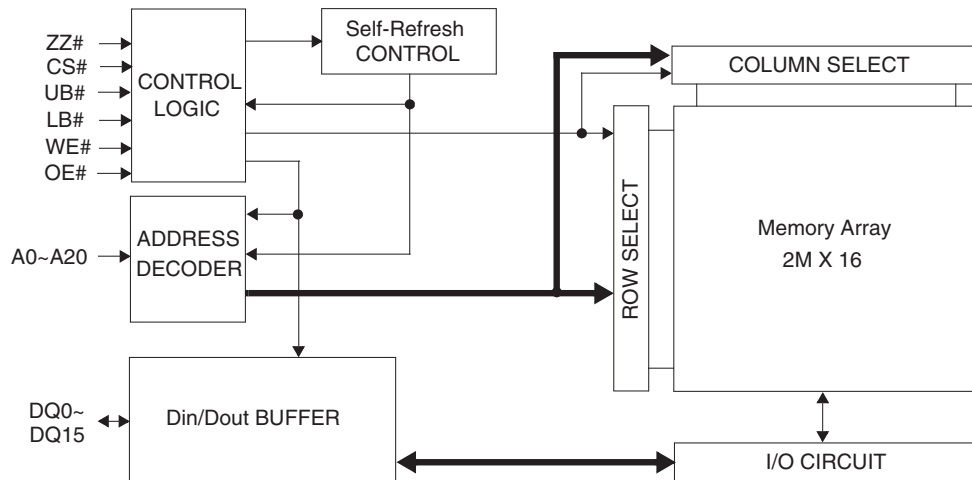 ZZ#
CS#
UB#
LB#
WE#
OE#
CONTROL
LOGIC
Self-Refresh
CONTROL
COLUMN SELECT
A0~A20
ADDRESS
DECODER
ROW SELECT
Memory Array
2M X 16
DQ0~
DQ15
Din/Dout BUFFER
I/O CIRCUIT